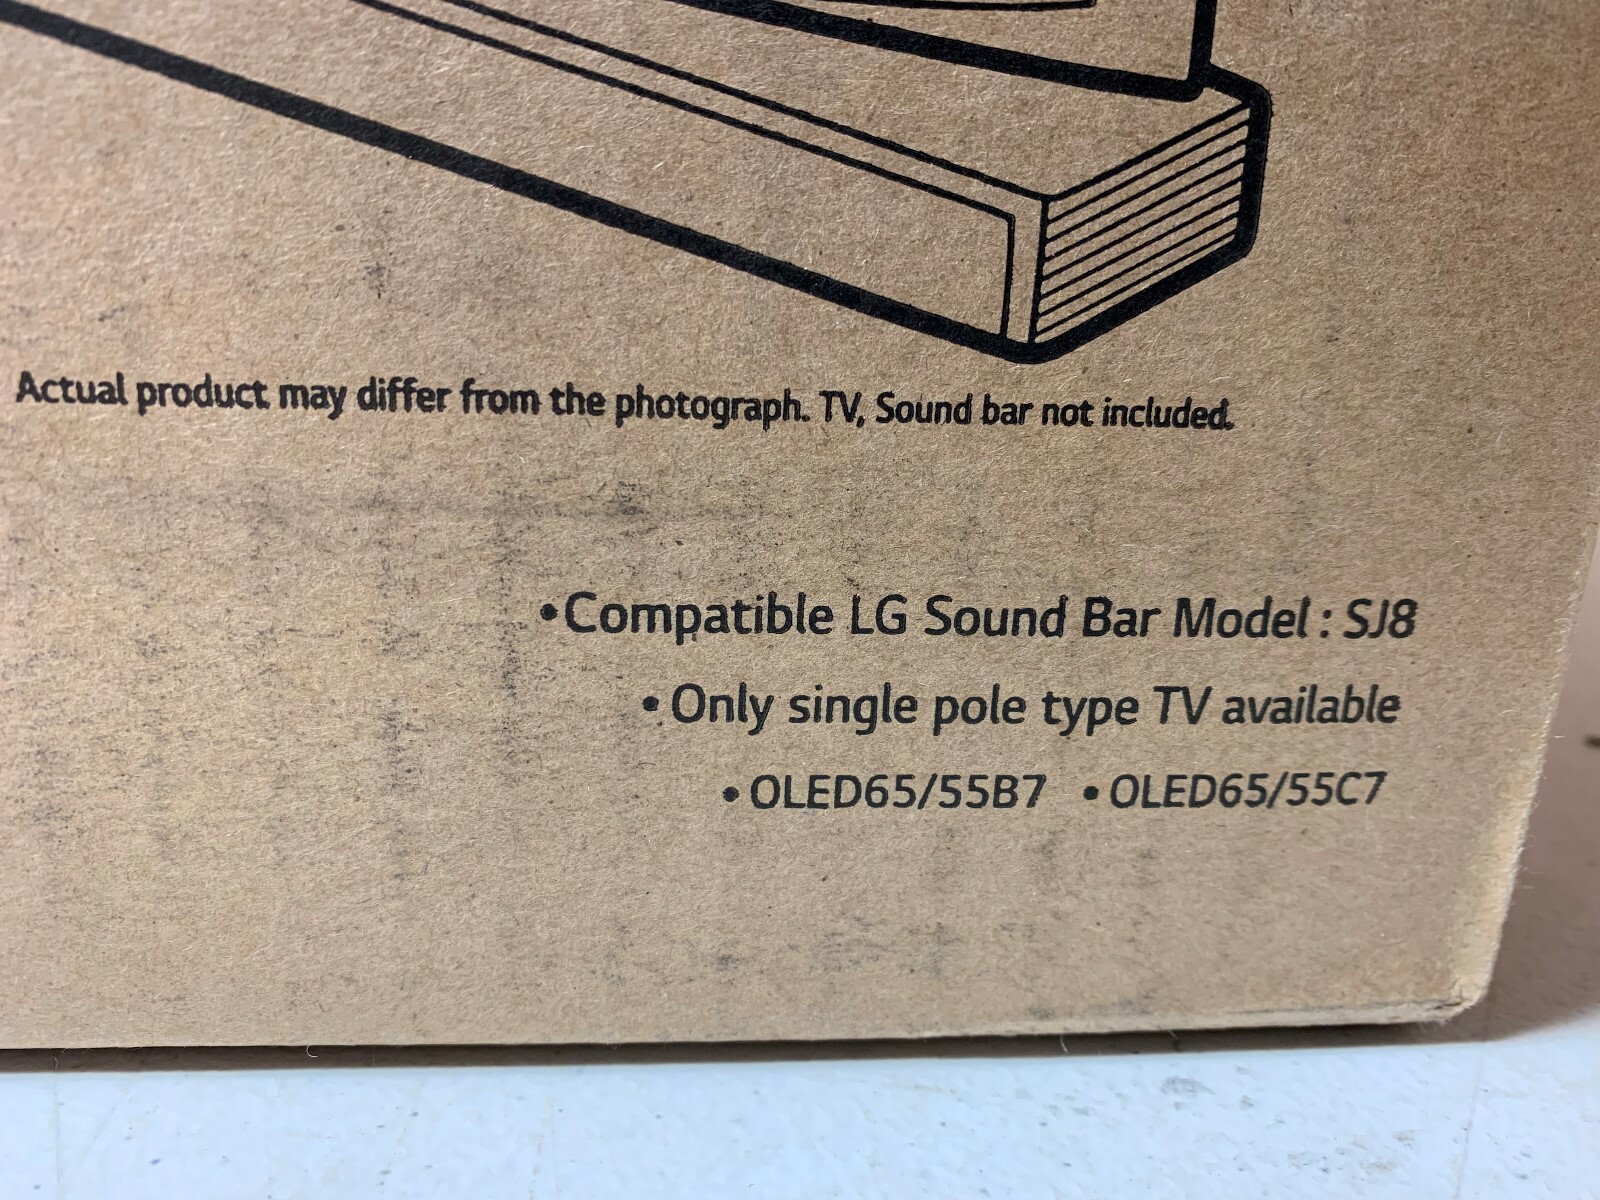 Actual product may differ from the photograph. TV, Sound bar not included.
•Compatible LG Sound Bar Model : SJ8
• Only single pole type TV available
• OLED65/55B7 • OLED65/55C7